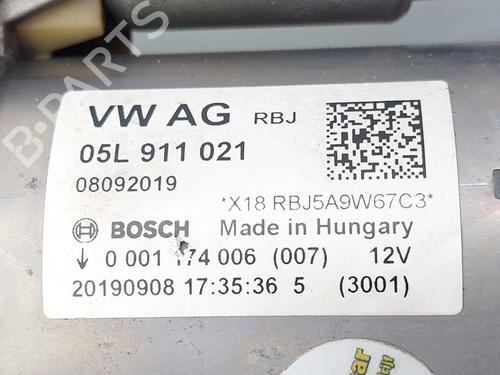 VW AG RBJ
05L 911 021
08092019
*X18 RBJ5A9W67C3*
BOSCH Made in Hungary
↓ 0 001 174 006 (007) 12V
20190908 17:35:36 5 (3001)
B-PARTS